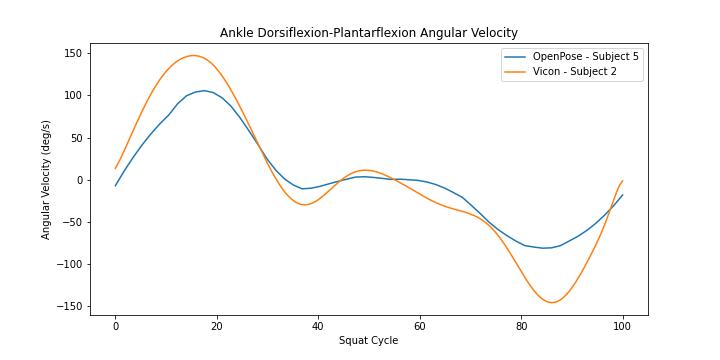 Ankle Dorsiflexion-Plantarflexion Angular Velocity
OpenPose - Subject 5
Vicon - Subject 2
Angular Velocity (deg/s)
150
100
50
0
−50
−100
−150
0 20 40 60 80 100
Squat Cycle